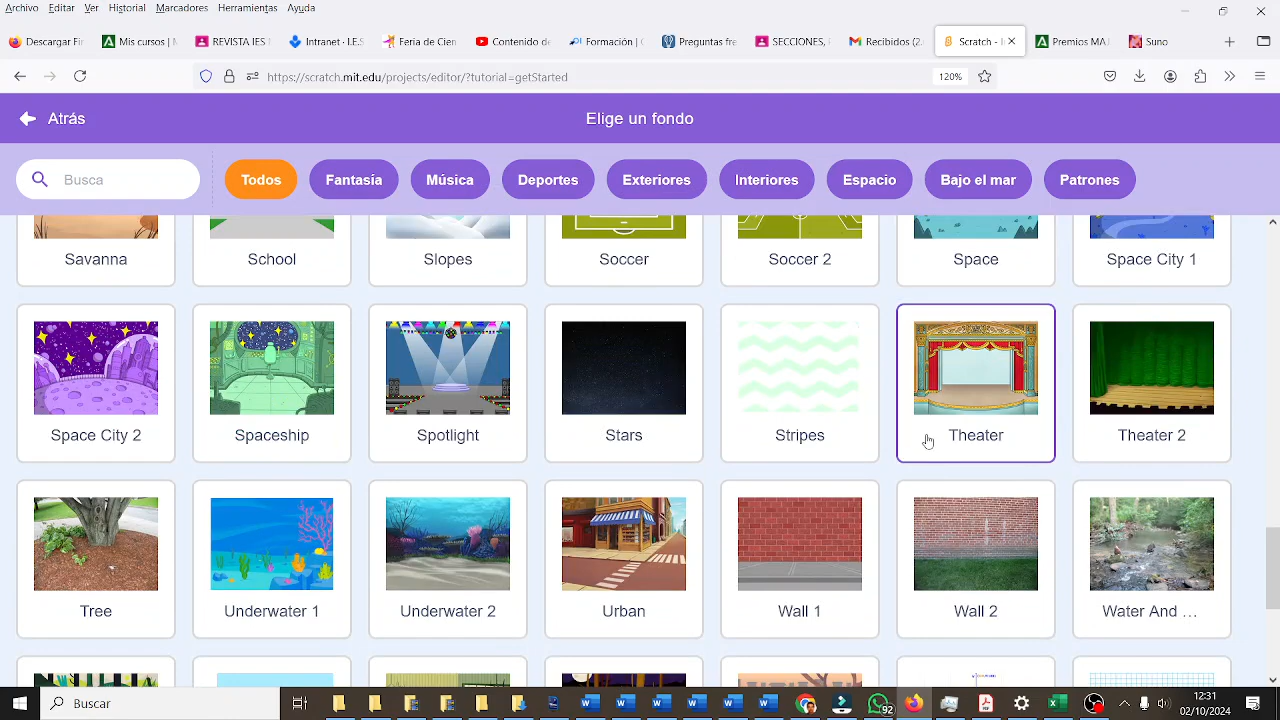 Archivo Editar Ver Historial Marcadores Herramientas Ayuda
Descargar Fir Mis cursos | M REVISTA IES Intranet - I.E.S Feria de Cien Contenido de Formación | C Preguntas fre SECCIONES, Recibidos (2. Scratch - I Premios MA Suno
https://scratch.mit.edu/projects/editor/?tutorial=getStarted 120%
Atrás Elige un fondo
Busca Todos Fantasía Música Deportes Exteriores Interiores Espacio Bajo el mar Patrones
Savanna School Slopes Soccer Soccer 2 Space Space City 1
Space City 2 Spaceship Spotlight Stars Stripes Theater Theater 2
Tree Underwater 1 Underwater 2 Urban Wall 1 Wall 2 Water And ...
Buscar 92 12:31
02/10/2024